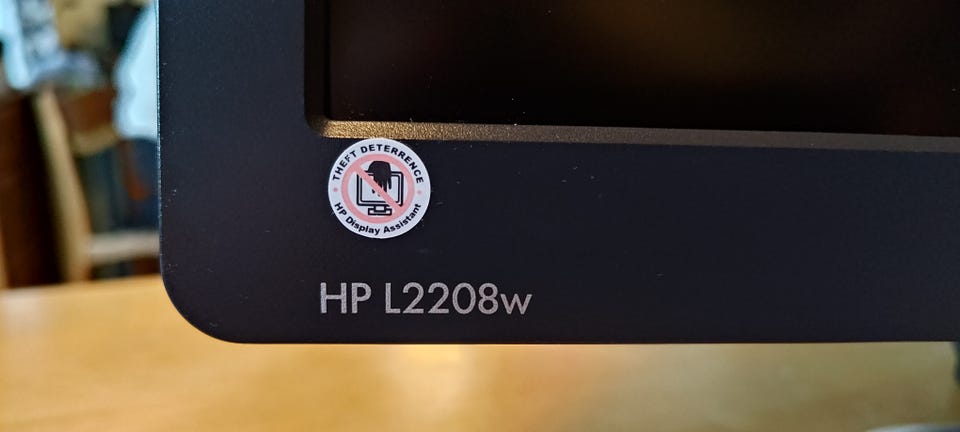 THEFT DETERRENCE
HP Display Assistant
HP L2208w